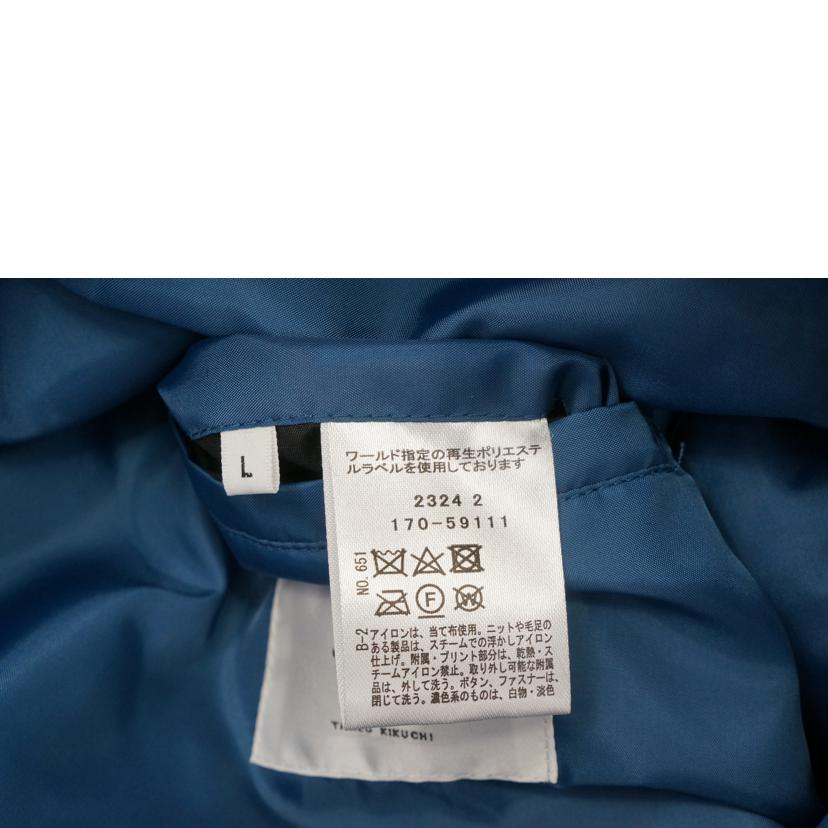 L
ワールド指定の再生ポリエステ
ルラベルを使用しております
2324 2
170-59111
NO. 651
F
W
B-2
アイロンは、当て布使用。ニットや毛足の
ある製品は、スチームでの浮かしアイロン
仕上げ。附属・プリント部分は、乾熱・ス
チームアイロン禁止。取り外し可能な附属
品は、外して洗う。ボタン、ファスナーは、
閉じて洗う。濃色系のものは、白物・淡色
KIKUCHI